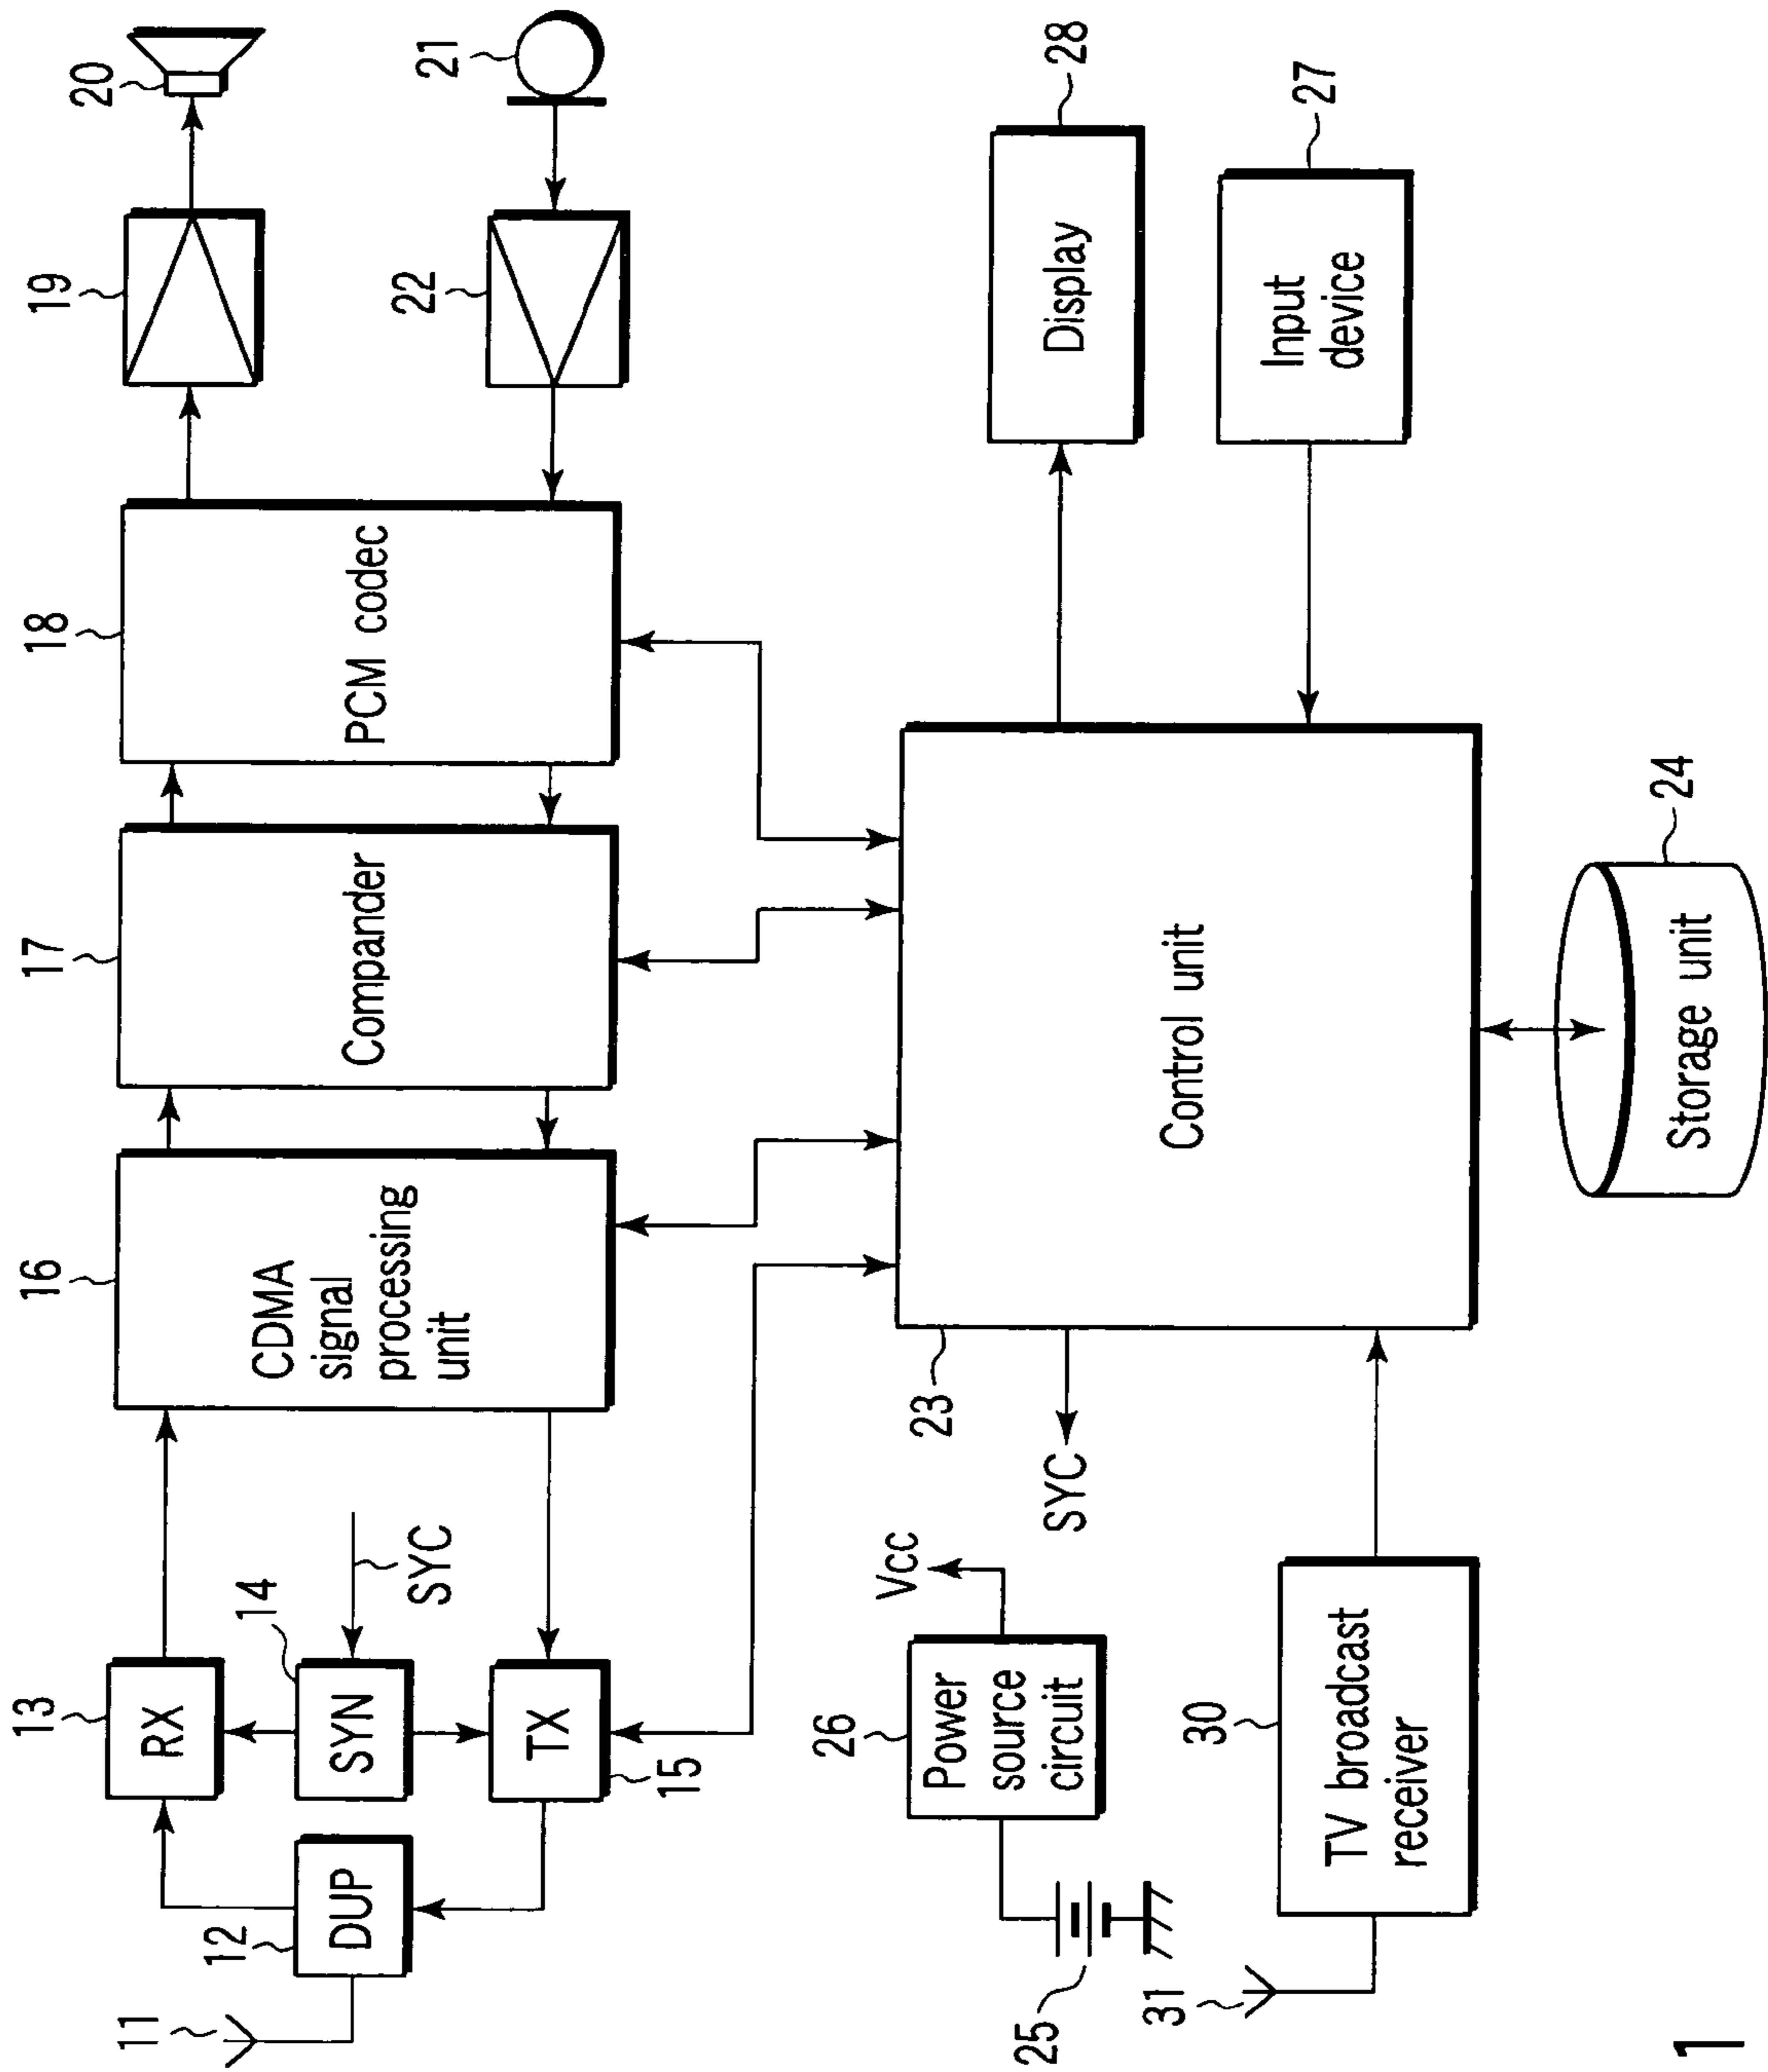 11
12
DUP
13
RX
14
SYN
SYC
TX
15
16
CDMA
signal
processing
unit
17
Compander
18
PCM codec
19
20
21
22
23
Control unit
SYC
24
Storage unit
25
26
Power
source
circuit
Vcc
27
Input
device
28
Display
30
TV broadcast
receiver
31
1